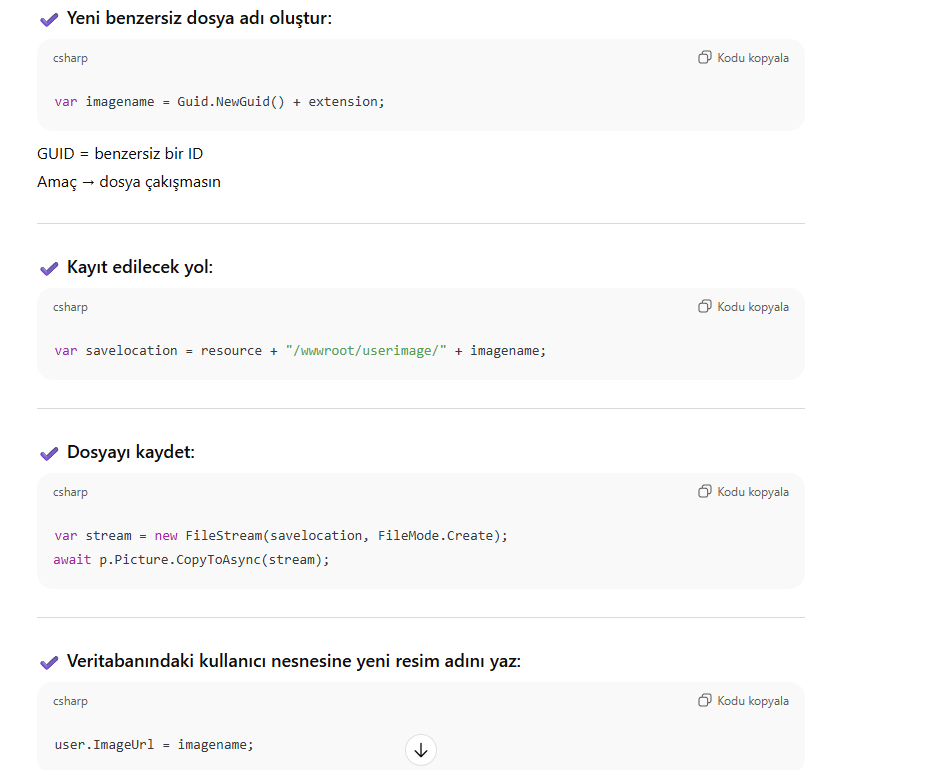 Yeni benzersiz dosya adı oluştur:
csharp
Kodu kopyala
var imagename = Guid.NewGuid() + extension;
GUID = benzersiz bir ID
Amaç → dosya çakışmasın
Kayıt edilecek yol:
csharp
Kodu kopyala
var savelocation = resource + "/wwwroot/userimage/" + imagename;
Dosyayı kaydet:
csharp
Kodu kopyala
var stream = new FileStream(savelocation, FileMode.Create);
await p.Picture.CopyToAsync(stream);
Veritabanındaki kullanıcı nesnesine yeni resim adını yaz:
csharp
Kodu kopyala
user.ImageUrl = imagename;